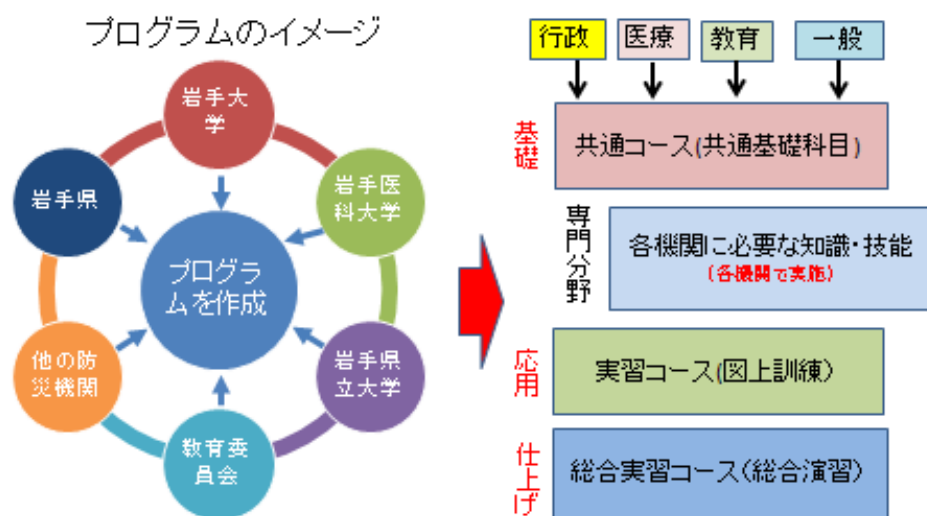 プログラムのイメージ
岩手大
学
岩手医
科大学
岩手県
立大学
教育委
員会
他の防
災機関
岩手県
プログラ
ムを作成
行政
医療
教育
一般
基礎
共通コース(共通基礎科目)
専門分野
各機関に必要な知識・技能
(各機関で実施)
応用
実習コース(図上訓練)
仕上げ
総合実習コース(総合演習)